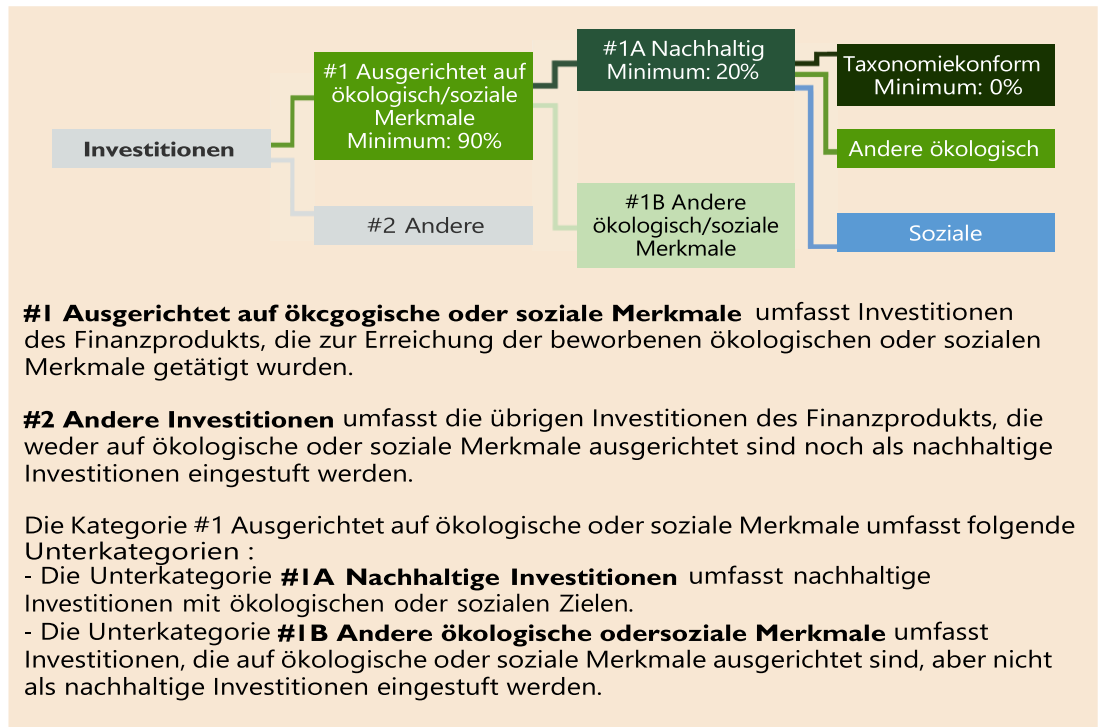 #1A Nachhaltig
Minimum: 20%
Taxonomiekonform
Minimum: 0%
#1 Ausgerichtet auf
ökologisch/soziale
Merkmale
Minimum: 90%
Investitionen
Andere ökologisch
#2 Andere
#1B Andere
ökologisch/soziale
Merkmale
Soziale
#1 Ausgerichtet auf ökcgogische oder soziale Merkmale umfasst Investitionen
des Finanzprodukts, die zur Erreichung der beworbenen ökologischen oder sozialen
Merkmale getätigt wurden.
#2 Andere Investitionen umfasst die übrigen Investitionen des Finanzprodukts, die
weder auf ökologische oder soziale Merkmale ausgerichtet sind noch als nachhaltige
Investitionen eingestuft werden.
Die Kategorie #1 Ausgerichtet auf ökologische oder soziale Merkmale umfasst folgende
Unterkategorien :
- Die Unterkategorie #1A Nachhaltige Investitionen umfasst nachhaltige
Investitionen mit ökologischen oder sozialen Zielen.
- Die Unterkategorie #1B Andere ökologische odersoziale Merkmale umfasst
Investitionen, die auf ökologische oder soziale Merkmale ausgerichtet sind, aber nicht
als nachhaltige Investitionen eingestuft werden.